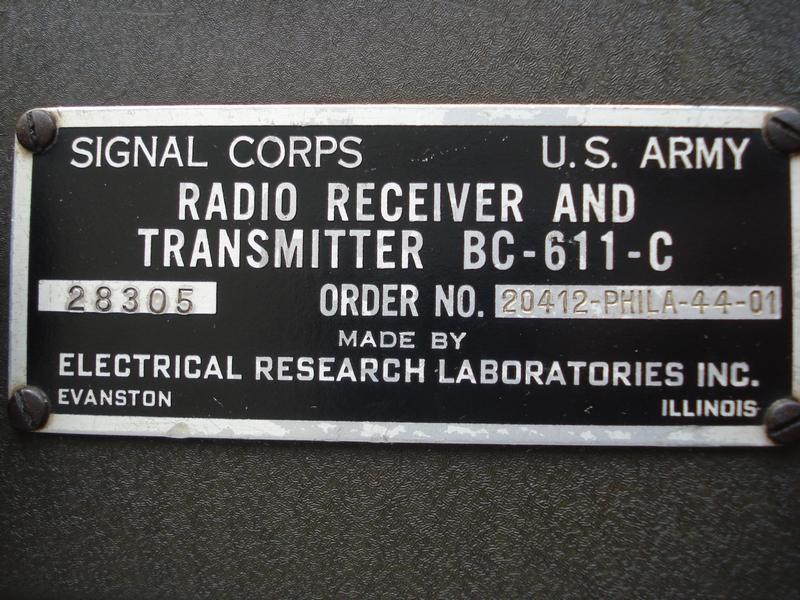 SIGNAL CORPS U.S. ARMY
RADIO RECEIVER AND
TRANSMITTER BC-611-C
28305 ORDER NO. 20412-PHILA-44-01
MADE BY
ELECTRICAL RESEARCH LABORATORIES INC.
EVANSTON ILLINOIS